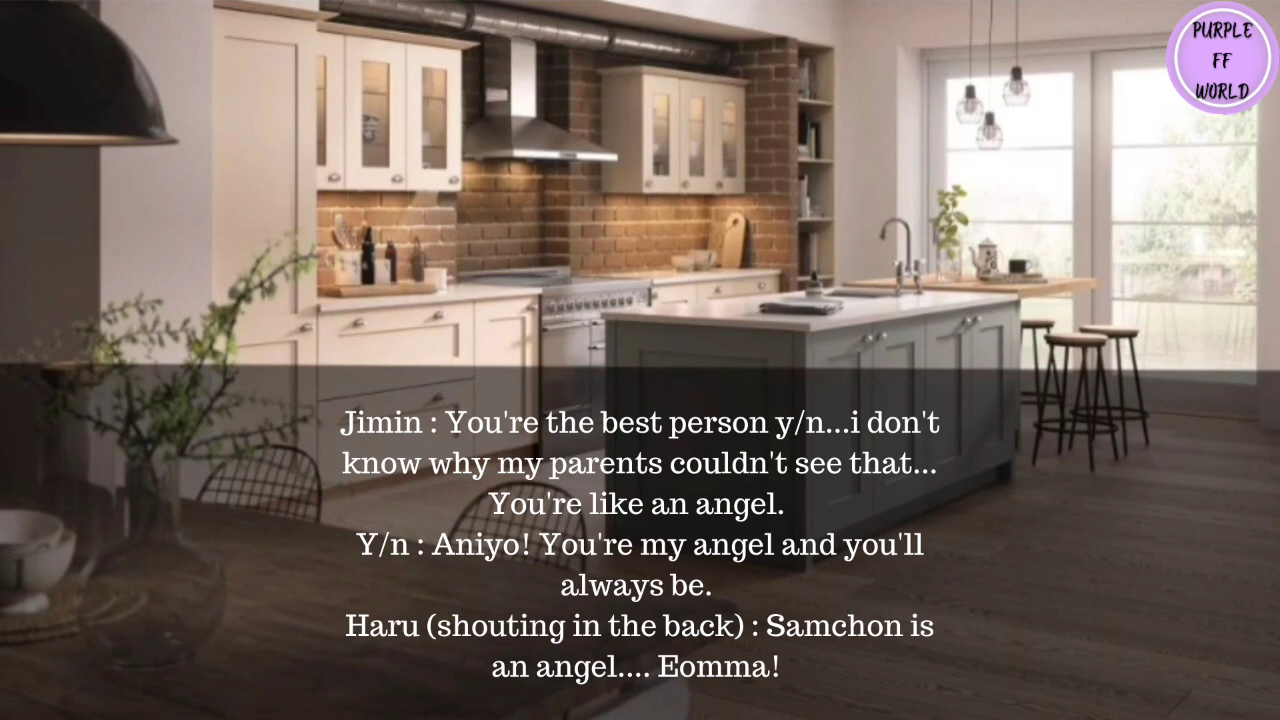 PURPLE
FF
WORLD
Jimin : You're the best person y/n...i don't
know why my parents couldn't see that...
You're like an angel.
Y/n : Aniyo! You're my angel and you'll
always be.
Haru (shouting in the back) : Samchon is
an angel.... Eomma!